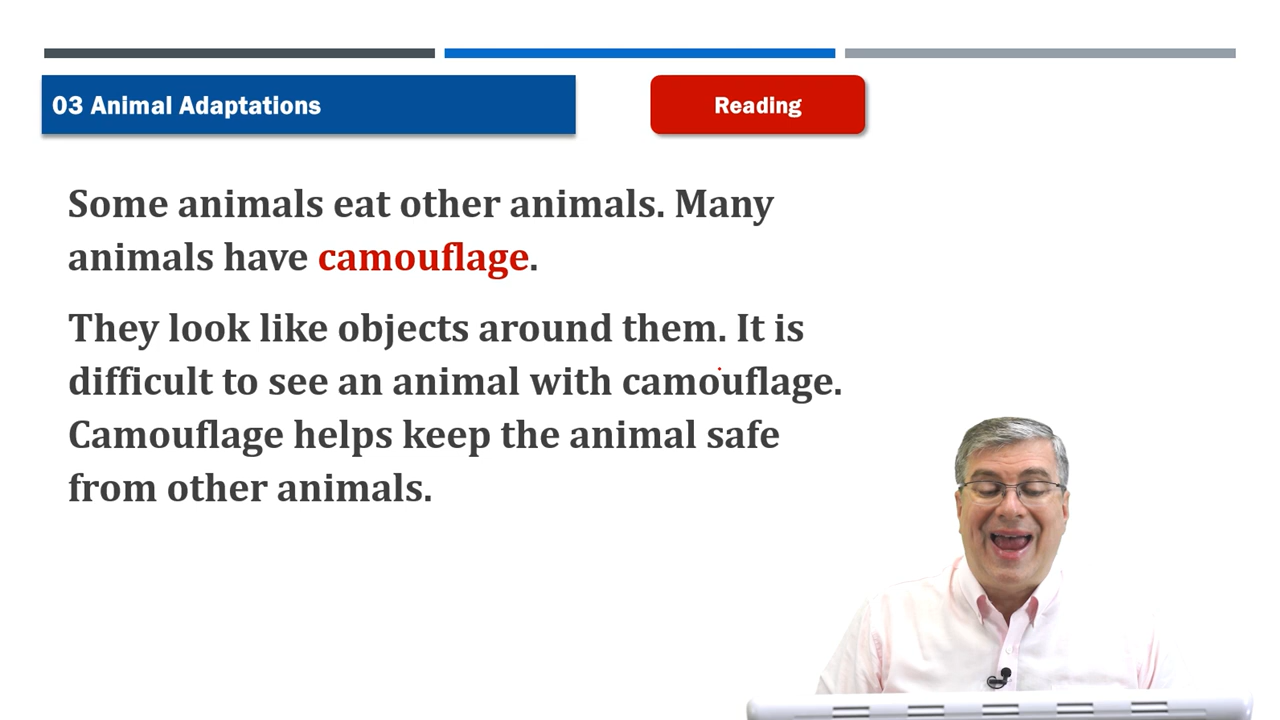 03 Animal Adaptations
Reading
Some animals eat other animals. Many
animals have camouflage.
They look like objects around them. It is
difficult to see an animal with camouflage.
Camouflage helps keep the animal safe
from other animals.